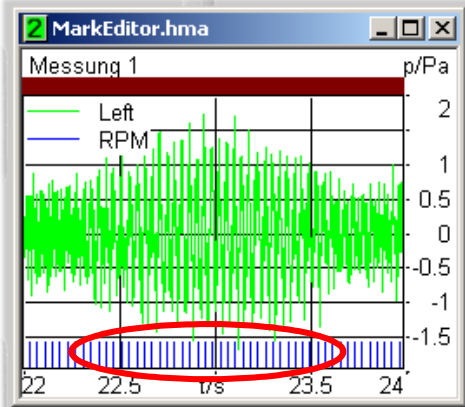 2 MarkEditor.hma
Messung 1 p/Pa
Left
RPM
2
1
0.5
0
-0.5
-1
-1.5
22 22.5 t/s 23.5 24